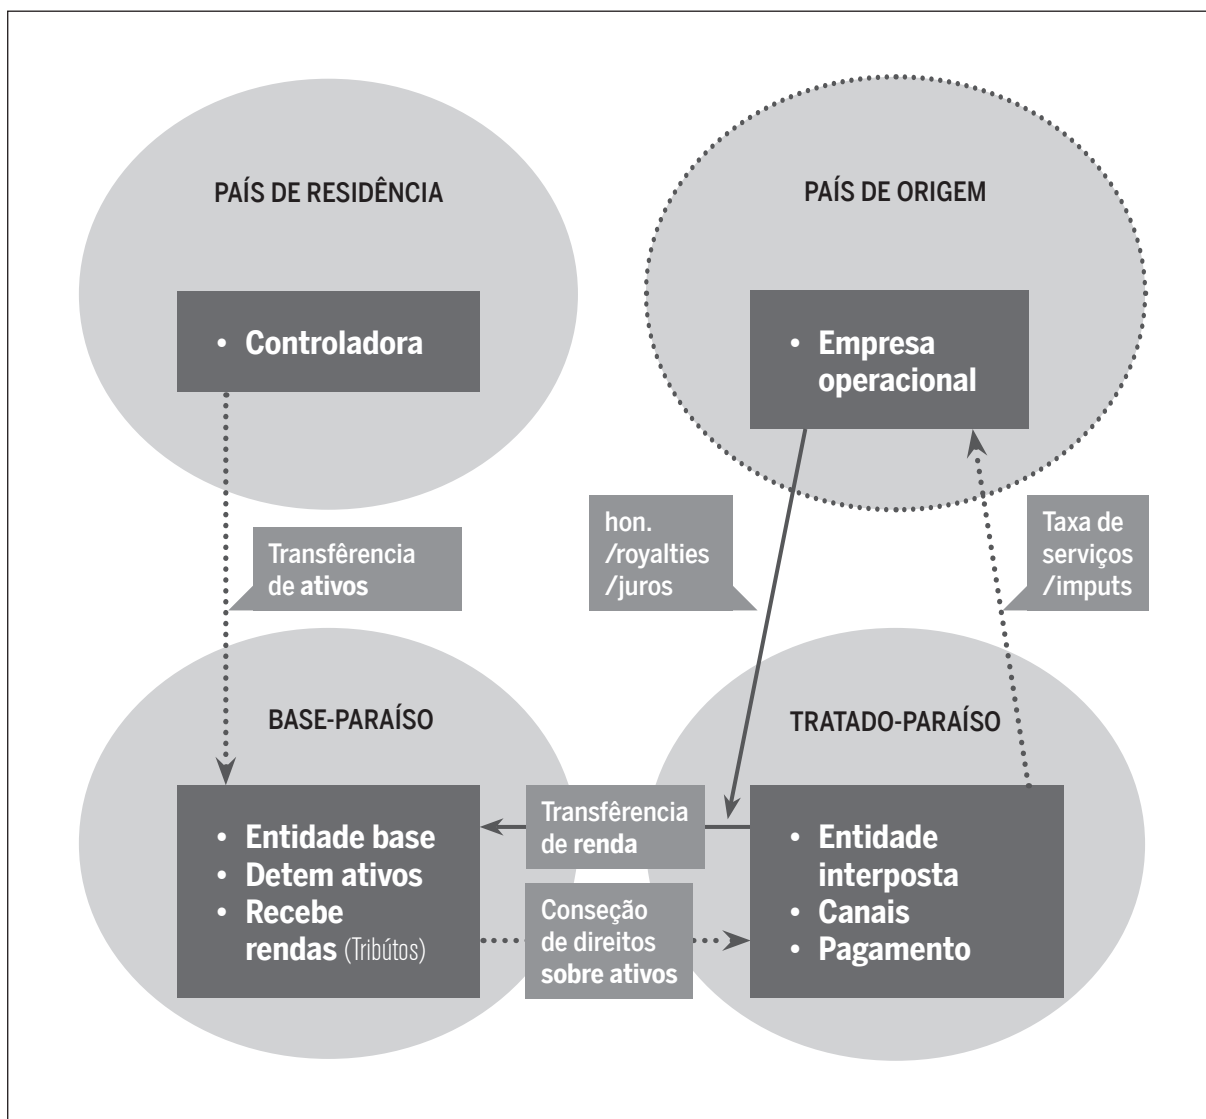 PAÍS DE RESIDÊNCIA
• Controladora
PAÍS DE ORIGEM
• Empresa
operacional
Transfêrencia
de ativos
hon.
/royalties
/juros
Taxa de
serviços
/imputs
BASE-PARAÍSO
• Entidade base
• Detem ativos
• Recebe
rendas (Tribútos)
Transfêrencia
de renda
Conseção
de direitos
sobre ativos
TRATADO-PARAÍSO
• Entidade
interposta
• Canais
• Pagamento